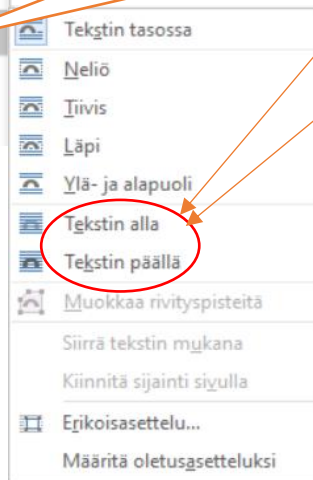 Tekstin tasossa
Neliö
Tiivis
Läpi
Ylä- ja alapuoli
Tekstin alla
Tekstin päällä
Muokkaa rivityspisteitä
Siirrä tekstin mukana
Kiinnitä sijainti sivulla
Erikoisasettelu...
Määritä oletusasetteluksi